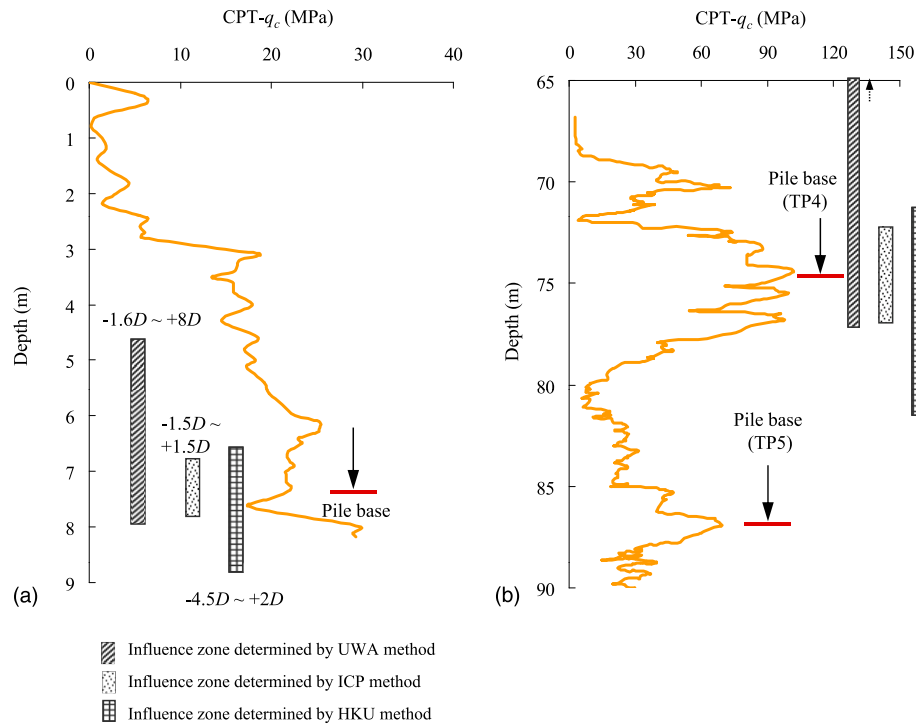 CPT-qc (MPa)
0 10 20 30 40
0
1
2
3
4
5
6
7
8
9
Depth (m)
-1.6D ~ +8D
-1.5D ~
+1.5D
-4.5D ~ +2D
Pile base
(a)
CPT-qc (MPa)
0 30 60 90 120 150
65
70
75
80
85
90
Depth (m)
Pile base
(TP4)
Pile base
(TP5)
(b)
Influence zone determined by UWA method
Influence zone determined by ICP method
Influence zone determined by HKU method